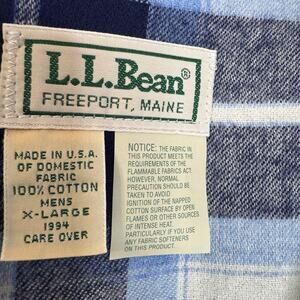 L.L.Bean®
FREEPORT, MAINE
MADE IN U.S.A.
OF DOMESTIC
FABRIC
100% COTTON
MENS
X-LARGE
1994
CARE OVER
NOTICE: THE FABRIC IN
THIS PRODUCT MEETS THE
REQUIREMENTS OF THE
FLAMMABLE FABRICS ACT.
HOWEVER, NORMAL
PRECAUTION SHOULD BE
TAKEN TO AVOID
IGNITION OF THE NAPPED
COTTON SURFACE BY OPEN
FLAMES OR OTHER SOURCES
OF INTENSE HEAT.
PARTICULARLY IF YOU USE
ANY FABRIC SOFTENERS
ON THIS PRODUCT.